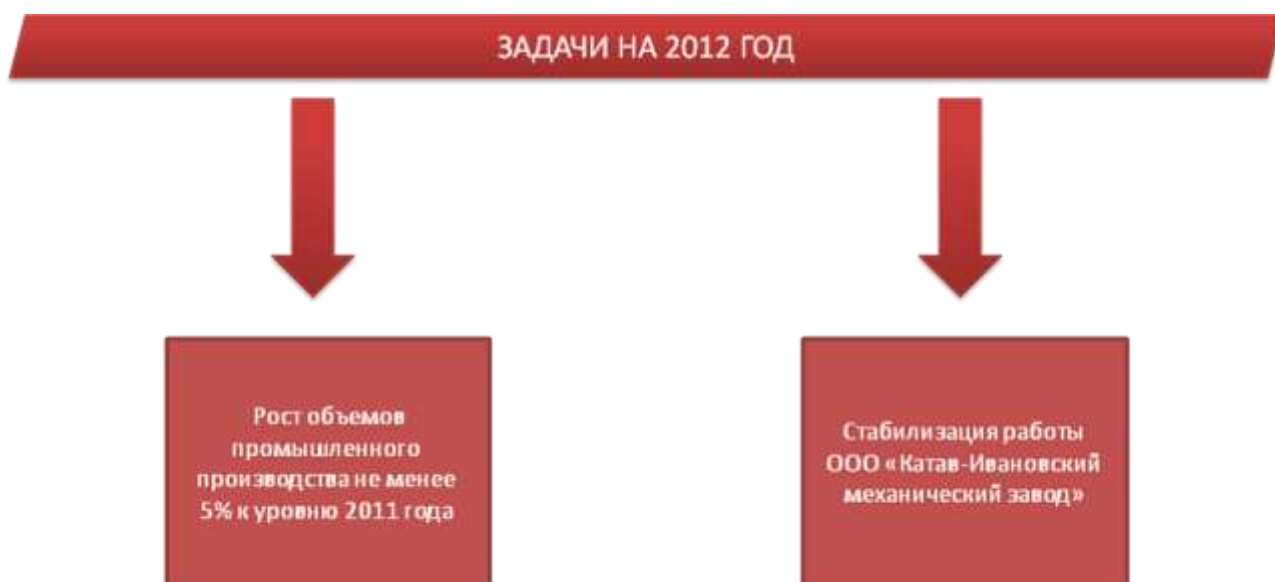 ЗАДАЧИ НА 2012 ГОД
Рост объемов
промышленного
производства не менее
5% к уровню 2011 года
Стабилизация работы
ООО «Катав-Ивановский
механический завод»